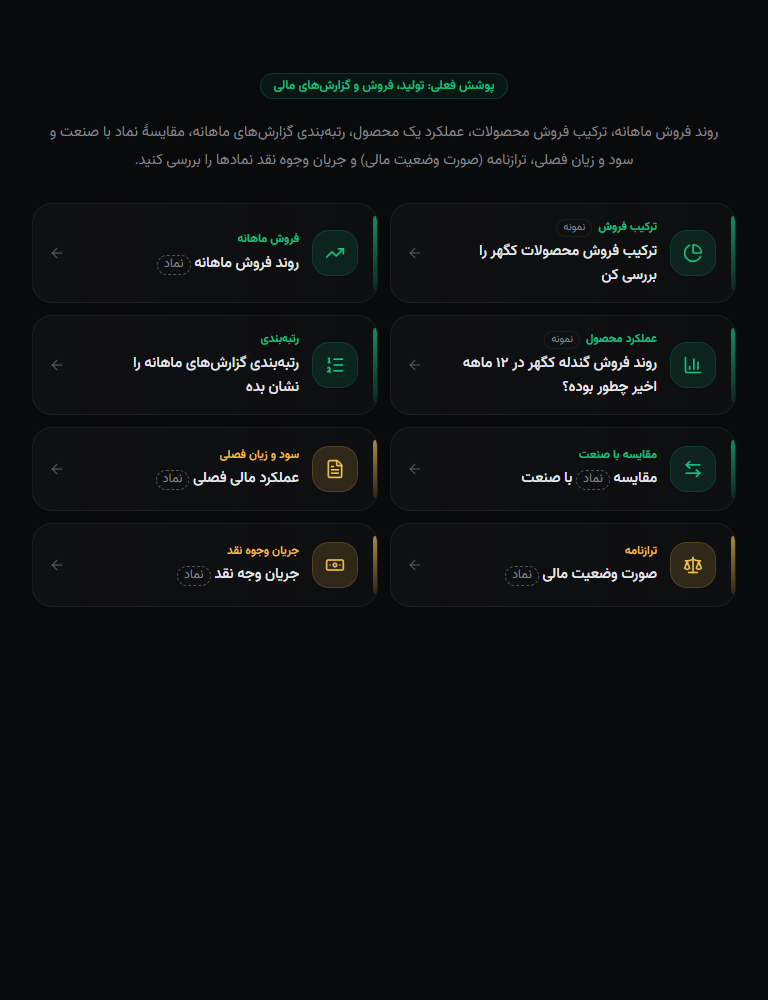 پوشش فعلی: تولید، فروش و گزارش‌های مالی
روند فروش ماهانه، ترکیب فروش محصولات، عملکرد یک محصول، رتبه‌بندی گزارش‌های ماهانه، مقایسهٔ نماد با صنعت و
سود و زیان فصلی، ترازنامه (صورت وضعیت مالی) و جریان وجوه نقد نمادها را بررسی کنید.
ترکیب فروش نمونه
ترکیب فروش محصولات کگهر را
بررسی کن
فروش ماهانه
روند فروش ماهانه نماد
عملکرد محصول نمونه
روند فروش گندله کگهر در ۱۲ ماهه
اخیر چطور بوده؟
رتبه‌بندی
رتبه‌بندی گزارش‌های ماهانه را
نشان بده
مقایسه با صنعت
مقایسه نماد با صنعت
سود و زیان فصلی
عملکرد مالی فصلی نماد
ترازنامه
صورت وضعیت مالی نماد
جریان وجوه نقد
جریان وجه نقد نماد